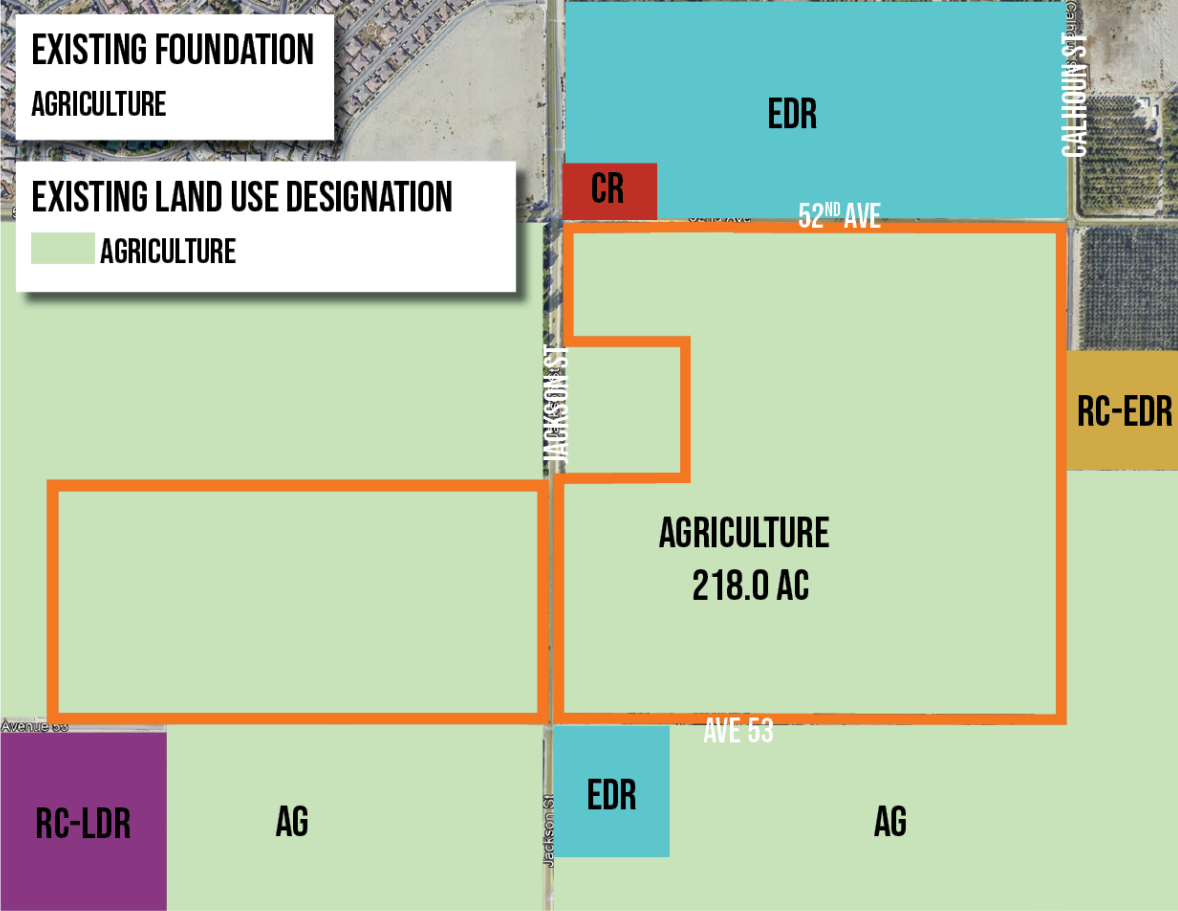 EXISTING FOUNDATION
AGRICULTURE
EXISTING LAND USE DESIGNATION
AGRICULTURE
EDR
CALHOUN ST
CR
52ND AVE
JACKSON ST
RC-EDR
AGRICULTURE
218.0 AC
Avenue 53
AVE 53
RC-LDR
AG
EDR
AG
Jackson St